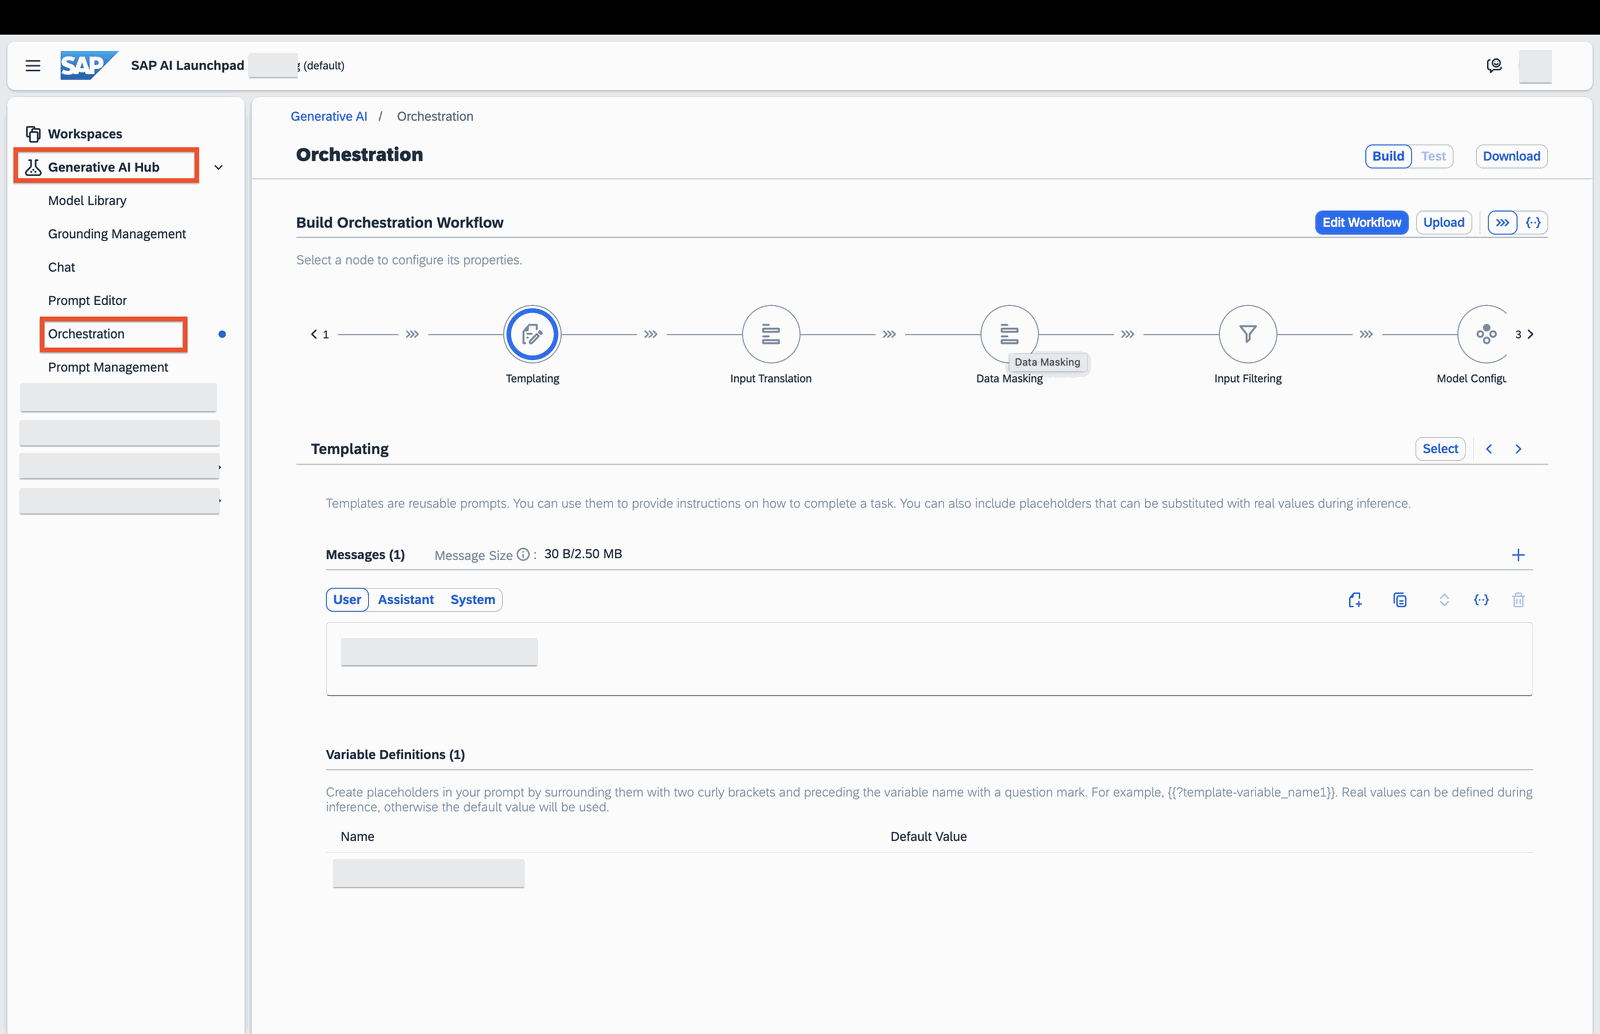 SAP SAP AI Launchpad (default)
Workspaces
Generative AI Hub
Model Library
Grounding Management
Chat
Prompt Editor
Orchestration
Prompt Management
Generative AI / Orchestration
Orchestration
Build Test Download
Build Orchestration Workflow
Edit Workflow Upload
Select a node to configure its properties.
1
3
Data Masking
Templating Input Translation Data Masking Input Filtering Model Configu
Templating
Select
Templates are reusable prompts. You can use them to provide instructions on how to complete a task. You can also include placeholders that can be substituted with real values during inference.
Messages (1) Message Size : 30 B/2.50 MB
User Assistant System
Variable Definitions (1)
Create placeholders in your prompt by surrounding them with two curly brackets and preceding the variable name with a question mark. For example, {{?template-variable_name1}}. Real values can be defined during
inference, otherwise the default value will be used.
Name Default Value